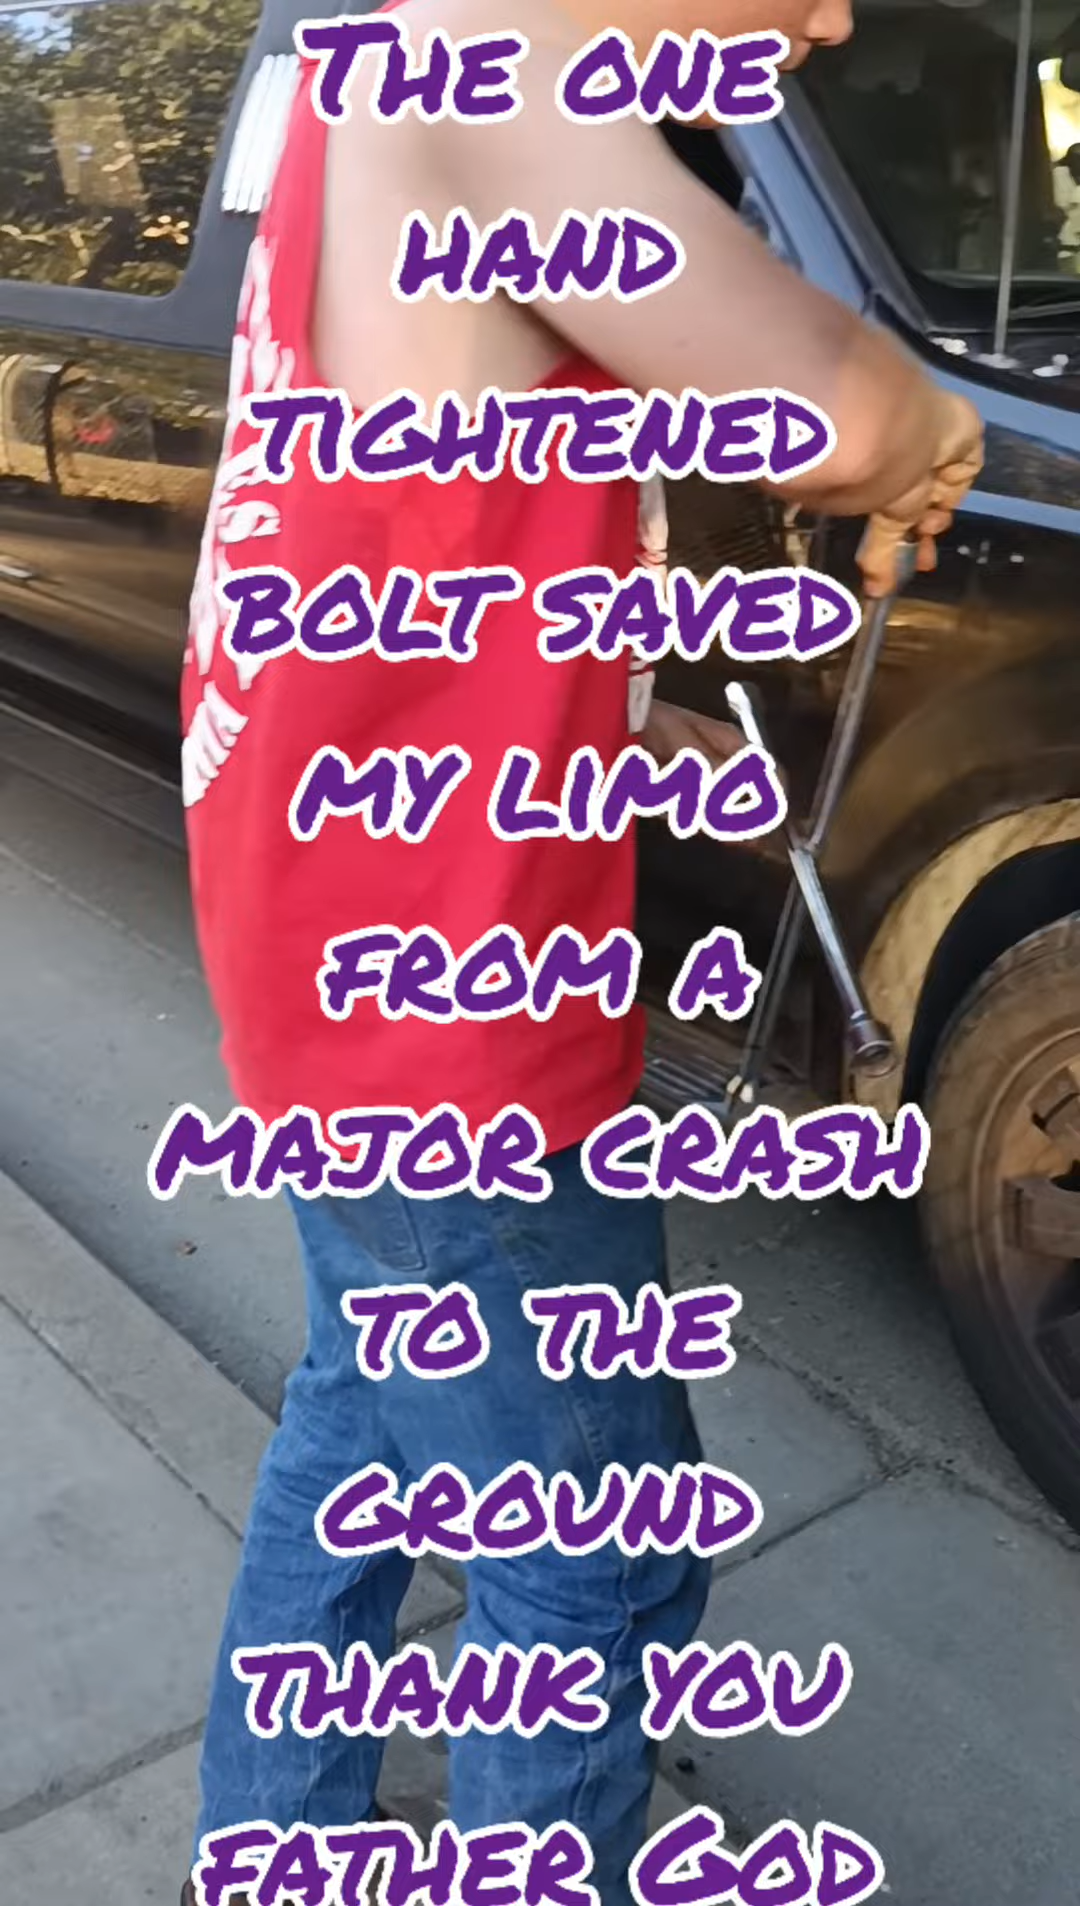 The one
hand
tightened
bolt saved
my limo
from a
major crash
to the
ground
thank you
Father God